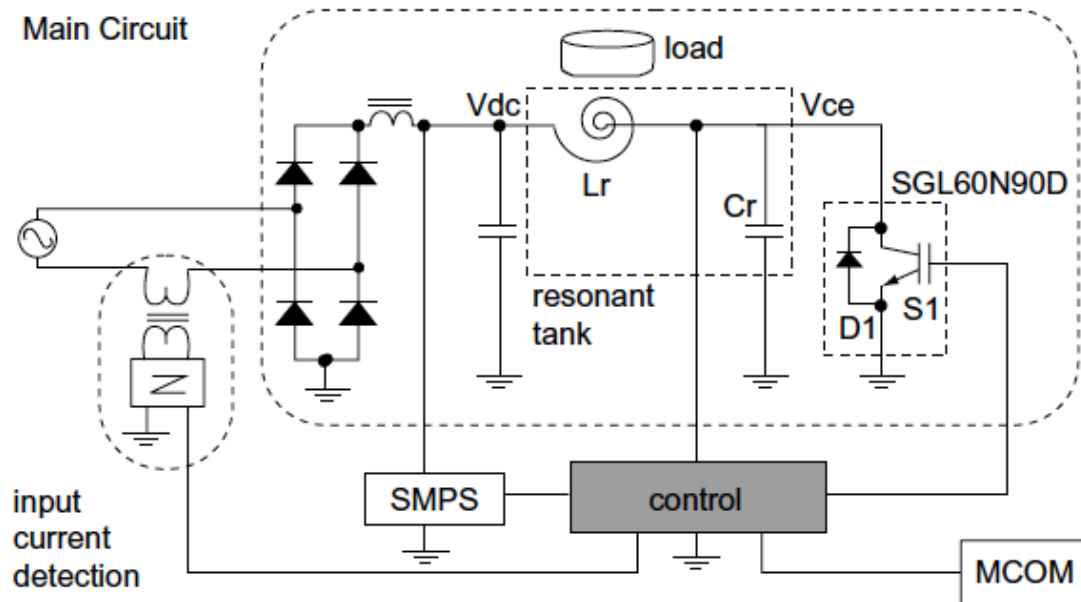 Main Circuit
load
Vdc
Vce
Lr
SGL60N90D
Cr
resonant
tank
D1
S1
N
SMPS
control
input
current
detection
MCOM